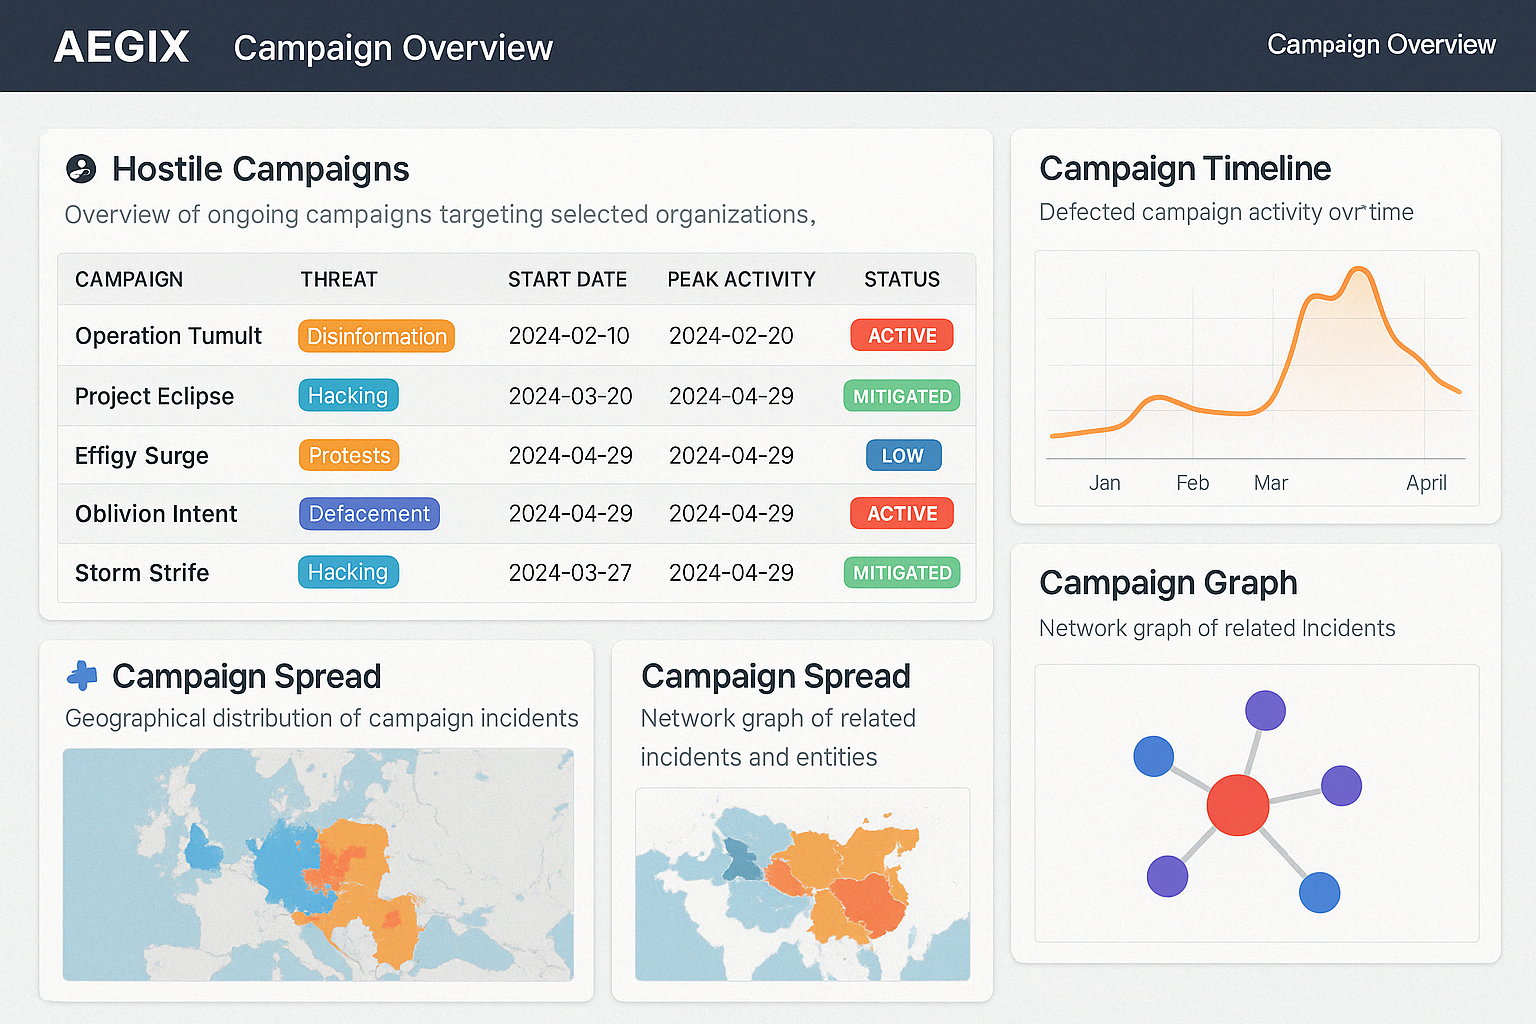 AEGIX Campaign Overview
Campaign Overview
Hostile Campaigns
Overview of ongoing campaigns targeting selected organizations,
CAMPAIGN THREAT START DATE PEAK ACTIVITY STATUS
Operation Tumult Disinformation 2024-02-10 2024-02-20 ACTIVE
Project Eclipse Hacking 2024-03-20 2024-04-29 MITIGATED
Effigy Surge Protests 2024-04-29 2024-04-29 LOW
Oblivion Intent Defacement 2024-04-29 2024-04-29 ACTIVE
Storm Strife Hacking 2024-03-27 2024-04-29 MITIGATED
Campaign Timeline
Defected campaign activity ovr*time
Jan Feb Mar April
Campaign Spread
Geographical distribution of campaign incidents
Campaign Spread
Network graph of related
incidents and entities
Campaign Graph
Network graph of related Incidents